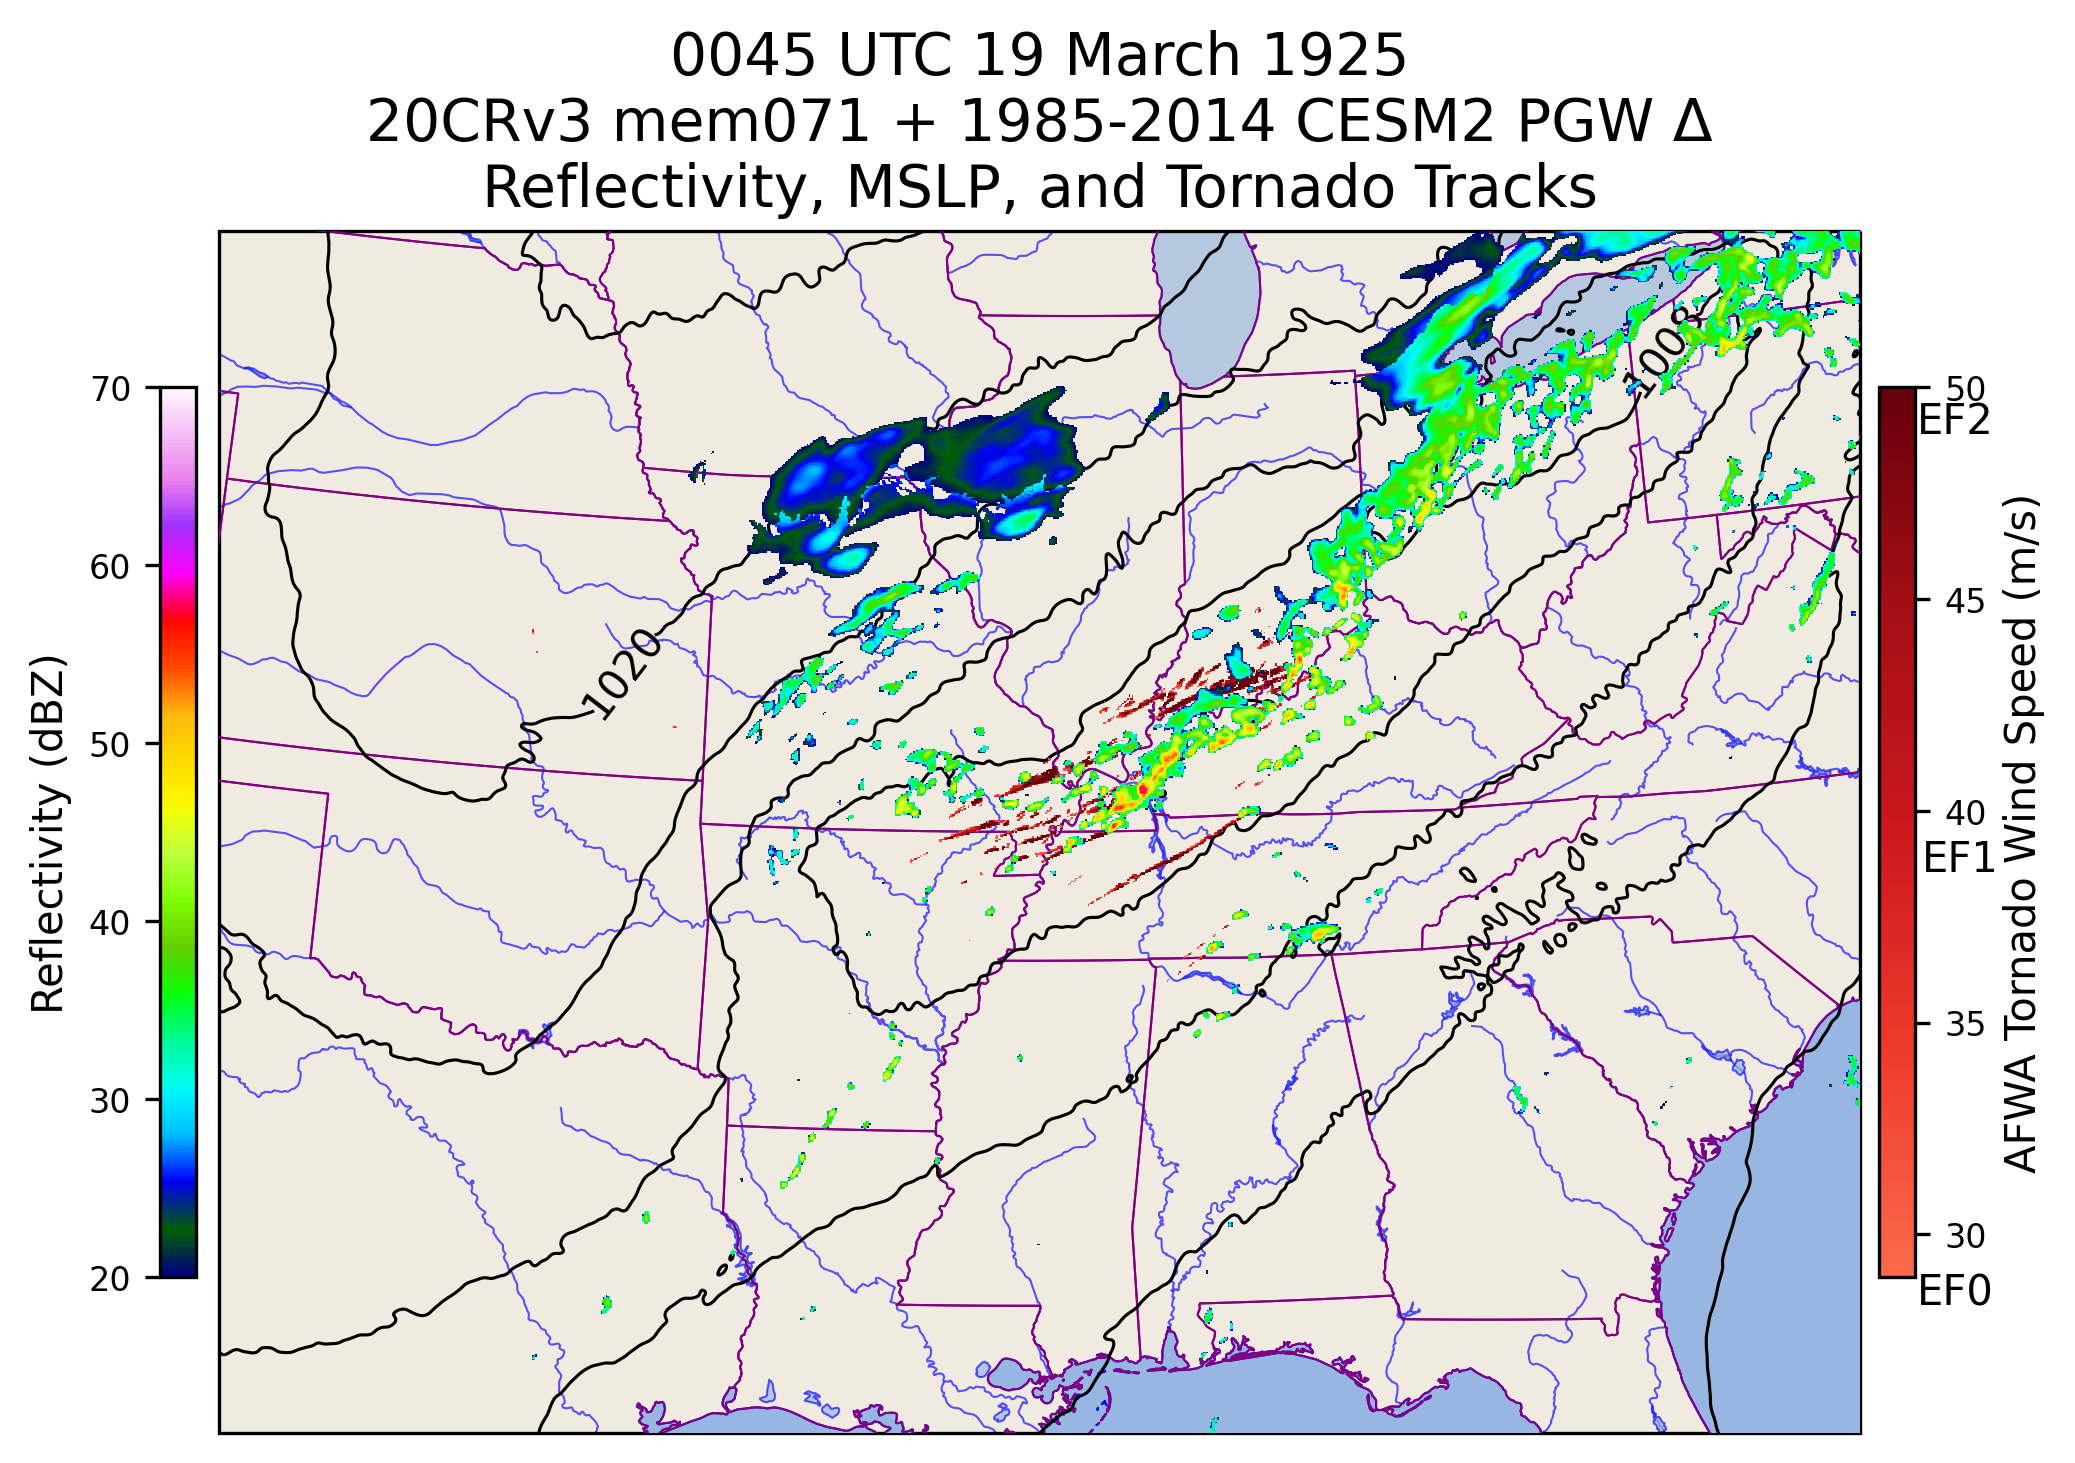 0045 UTC 19 March 1925
20CRv3 mem071 + 1985-2014 CESM2 PGW Δ
Reflectivity, MSLP, and Tornado Tracks
70
60
50
40
30
20
Reflectivity (dBZ)
1020
1008
50
EF2
45
40
EF1
35
30
EF0
AFWA Tornado Wind Speed (m/s)